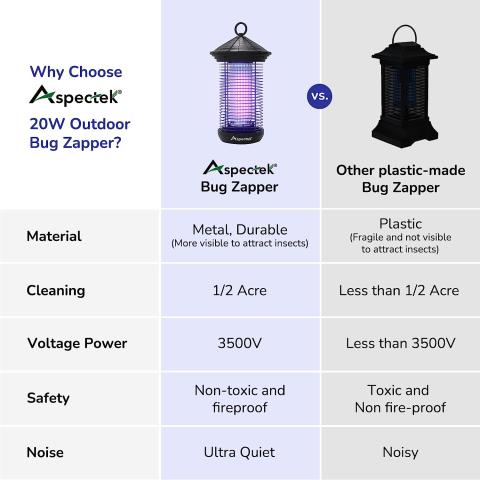 Why Choose
Aspectek®
20W Outdoor
Bug Zapper?
Aspectek
Aspectek®
Bug Zapper
vs.
Other plastic-made
Bug Zapper
Material
Metal, Durable
(More visible to attract insects)
Plastic
(Fragile and not visible
to attract insects)
Cleaning
1/2 Acre
Less than 1/2 Acre
Voltage Power
3500V
Less than 3500V
Safety
Non-toxic and
fireproof
Toxic and
Non fire-proof
Noise
Ultra Quiet
Noisy